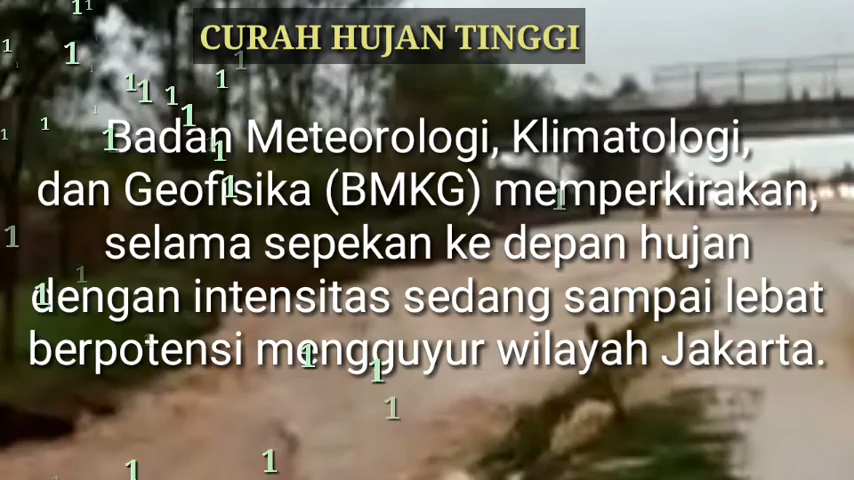 CURAH HUJAN TINGGI
Badan Meteorologi, Klimatologi,
dan Geofisika (BMKG) memperkirakan,
selama sepekan ke depan hujan
dengan intensitas sedang sampai lebat
berpotensi mengguyur wilayah Jakarta.